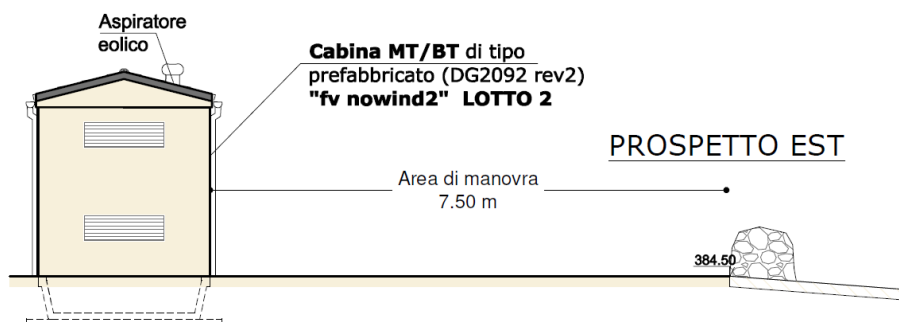 Aspiratore
eolico
Cabina MT/BT di tipo
prefabbricato (DG2092 rev2)
"fv nowind2" LOTTO 2
PROSPETTO EST
Area di manovra
7.50 m
384.50